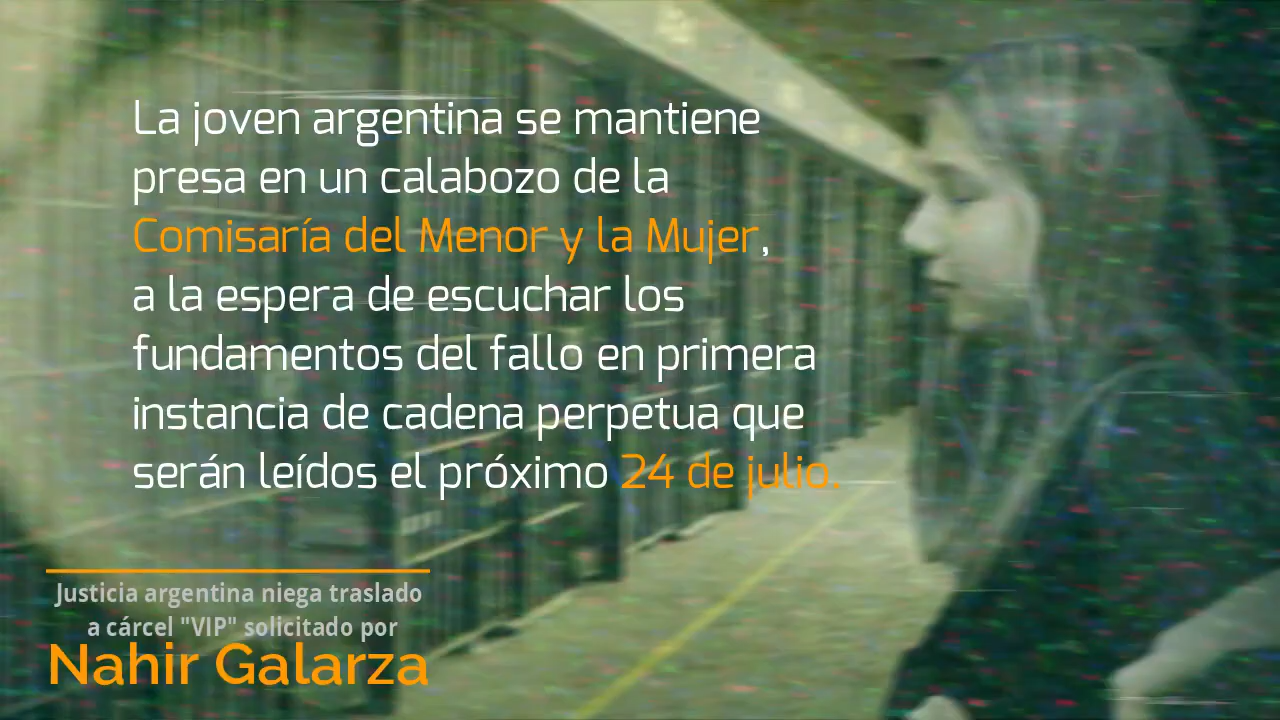 La joven argentina se mantiene
presa en un calabozo de la
Comisaría del Menor y la Mujer,
a la espera de escuchar los
fundamentos del fallo en primera
instancia de cadena perpetua que
serán leídos el próximo 24 de julio.
Justicia argentina niega traslado
a cárcel "VIP" solicitado por
Nahir Galarza